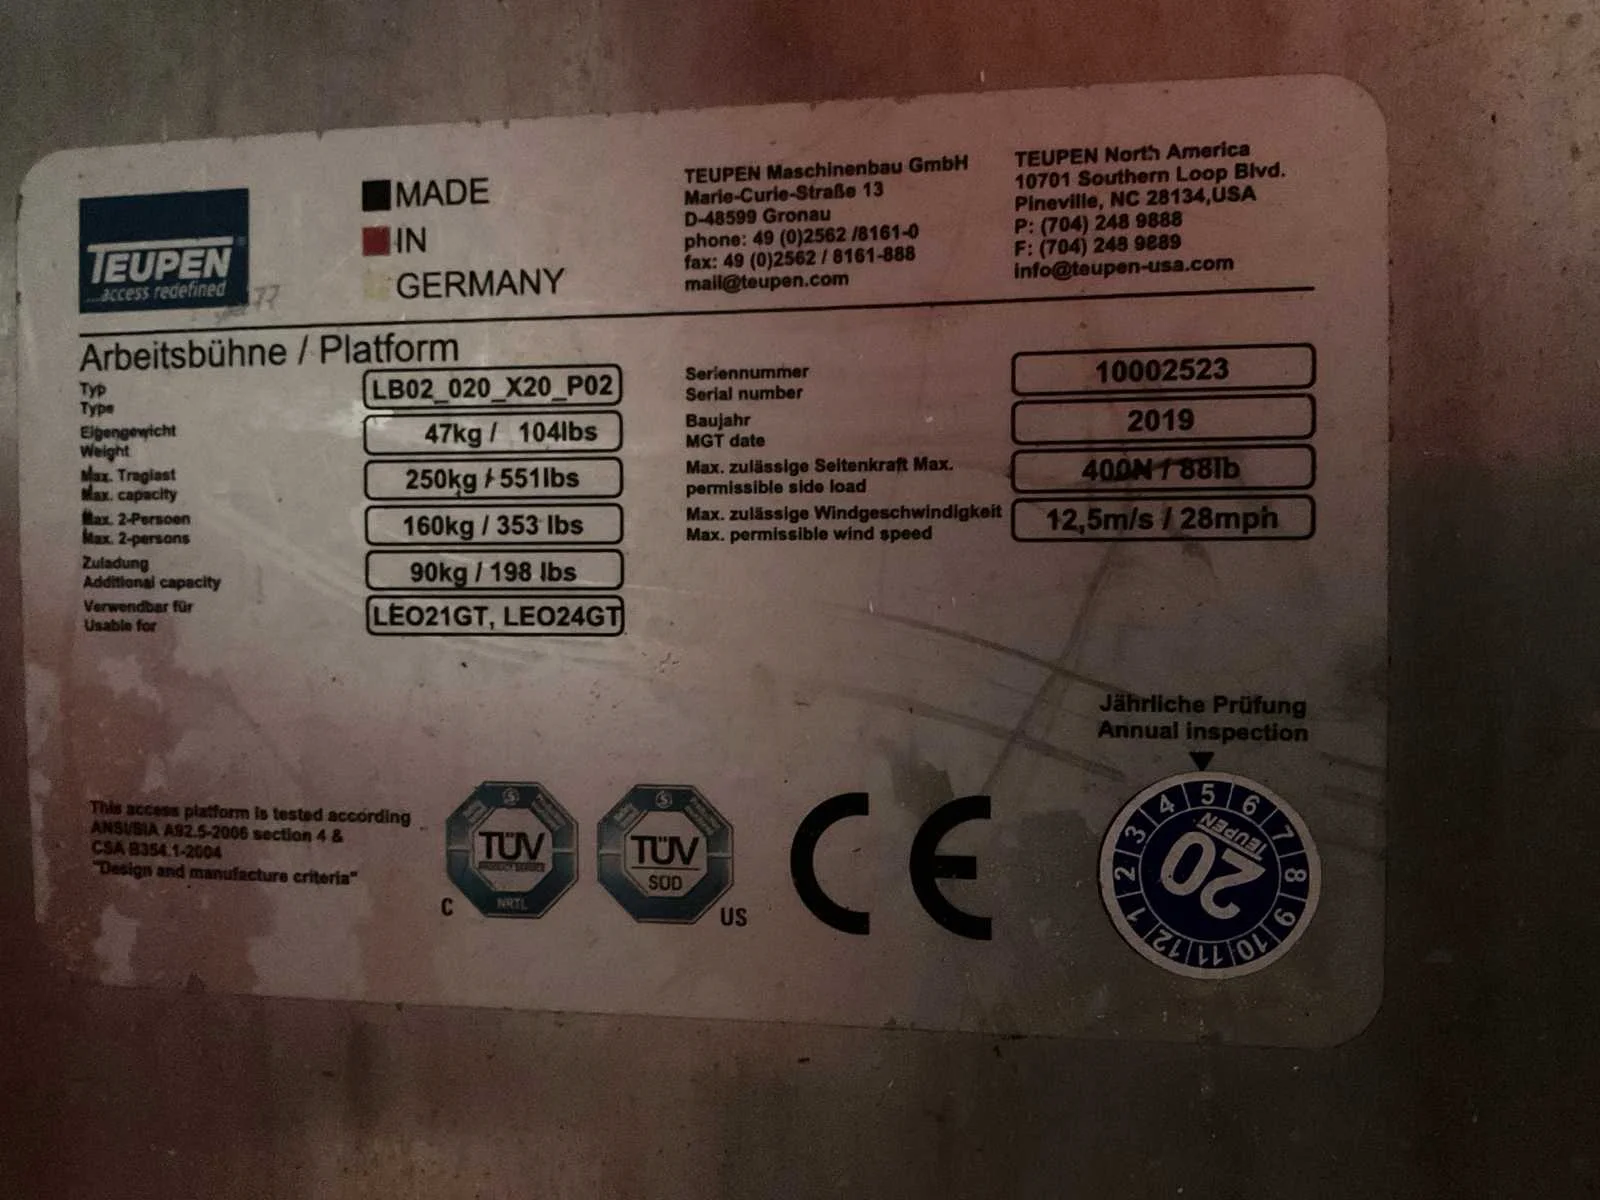 TEUPEN
...access redefined
MADE
IN
GERMANY
TEUPEN Maschinenbau GmbH
Marie-Curie-Straße 13
D-48599 Gronau
phone: 49 (0)2562 /8161-0
fax: 49 (0)2562 / 8161-888
mail@teupen.com
TEUPEN North America
10701 Southern Loop Blvd.
Pineville, NC 28134,USA
P: (704) 248 9888
F: (704) 248 9889
info@teupen-usa.com
Arbeitsbühne / Platform
Typ
Type
LB02_020_X20_P02
Eigengewicht
Weight
47kg / 104lbs
Max. Traglast
Max. capacity
250kg / 551lbs
Max. 2-Persoen
Max. 2-persons
160kg / 353 lbs
Zuladung
Additional capacity
90kg / 198 lbs
Verwendbar für
Usable for
LEO21GT, LEO24GT
Seriennummer
Serial number
10002523
Baujahr
MGT date
2019
Max. zulässige Seitenkraft Max.
permissible side load
400N / 88lb
Max. zulässige Windgeschwindigkeit
Max. permissible wind speed
12,5m/s / 28mph
Jährliche Prüfung
Annual inspection
This access platform is tested according
ANSI/SIA A92.5-2006 section 4 &
CSA B354.1-2004
"Design and manufacture criteria"
C
TÜV
PRODUCT SERVICE
NRTL
TÜV
SÜD
US
CE
1 2 3 4 5 6 7 8 9 10 11 12
TEUPEN
20